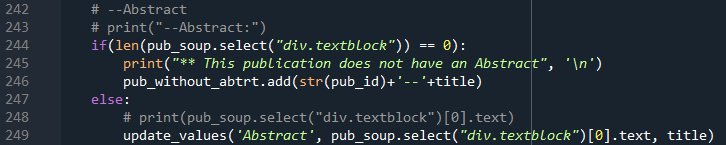 242 # --Abstract
243 # print("--Abstract:")
244 if(len(pub_soup.select("div.textblock")) == 0):
245 print("** This publication does not have an Abstract", '\n')
246 pub_without_abtrt.add(str(pub_id)+'--'+title)
247 else:
248 # print(pub_soup.select("div.textblock")[0].text)
249 update_values('Abstract', pub_soup.select("div.textblock")[0].text, title)